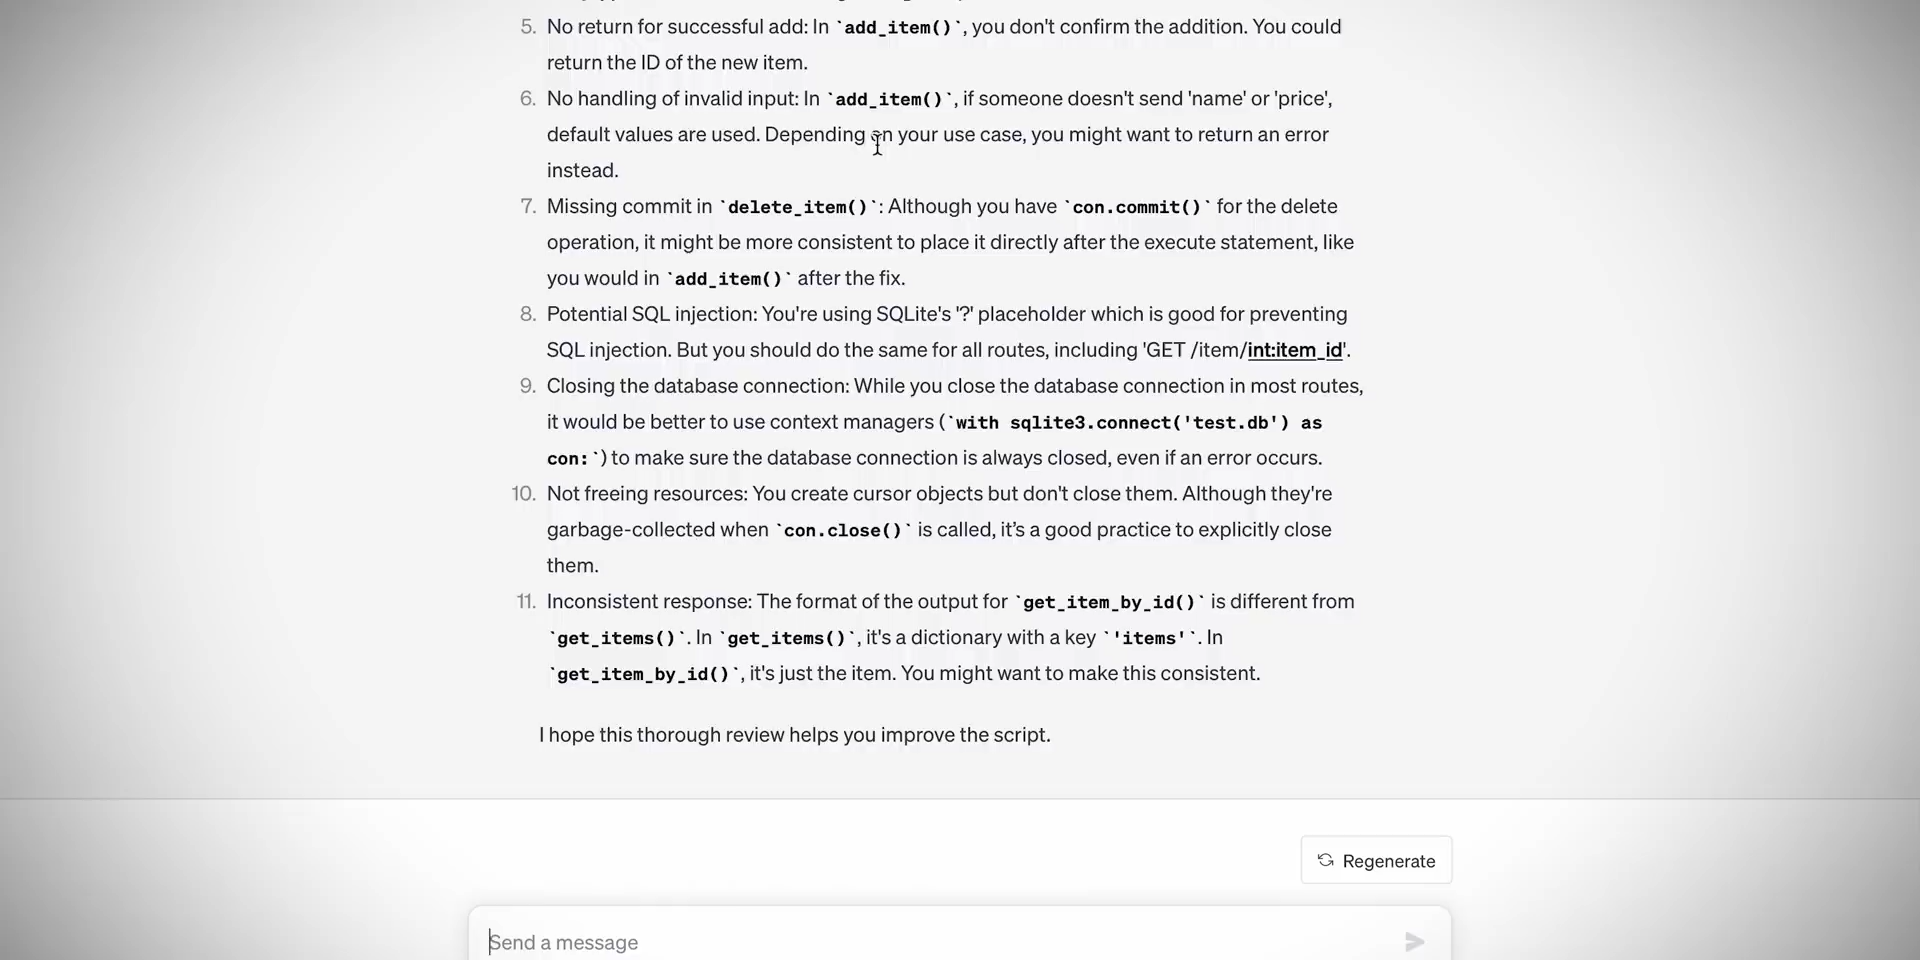 5. No return for successful add: In `add_item()`, you don't confirm the addition. You could
return the ID of the new item.
6. No handling of invalid input: In `add_item()`, if someone doesn't send 'name' or 'price',
default values are used. Depending on your use case, you might want to return an error
instead.
7. Missing commit in `delete_item()`: Although you have `con.commit()` for the delete
operation, it might be more consistent to place it directly after the execute statement, like
you would in `add_item()` after the fix.
8. Potential SQL injection: You're using SQLite's '?' placeholder which is good for preventing
SQL injection. But you should do the same for all routes, including 'GET /item/int:item_id'.
9. Closing the database connection: While you close the database connection in most routes,
it would be better to use context managers (`with sqlite3.connect('test.db') as
con:`) to make sure the database connection is always closed, even if an error occurs.
10. Not freeing resources: You create cursor objects but don't close them. Although they're
garbage-collected when `con.close()` is called, it’s a good practice to explicitly close
them.
11. Inconsistent response: The format of the output for `get_item_by_id()` is different from
`get_items()`. In `get_items()`, it's a dictionary with a key `'items'`. In
`get_item_by_id()`, it's just the item. You might want to make this consistent.
I hope this thorough review helps you improve the script.
Regenerate
Send a message